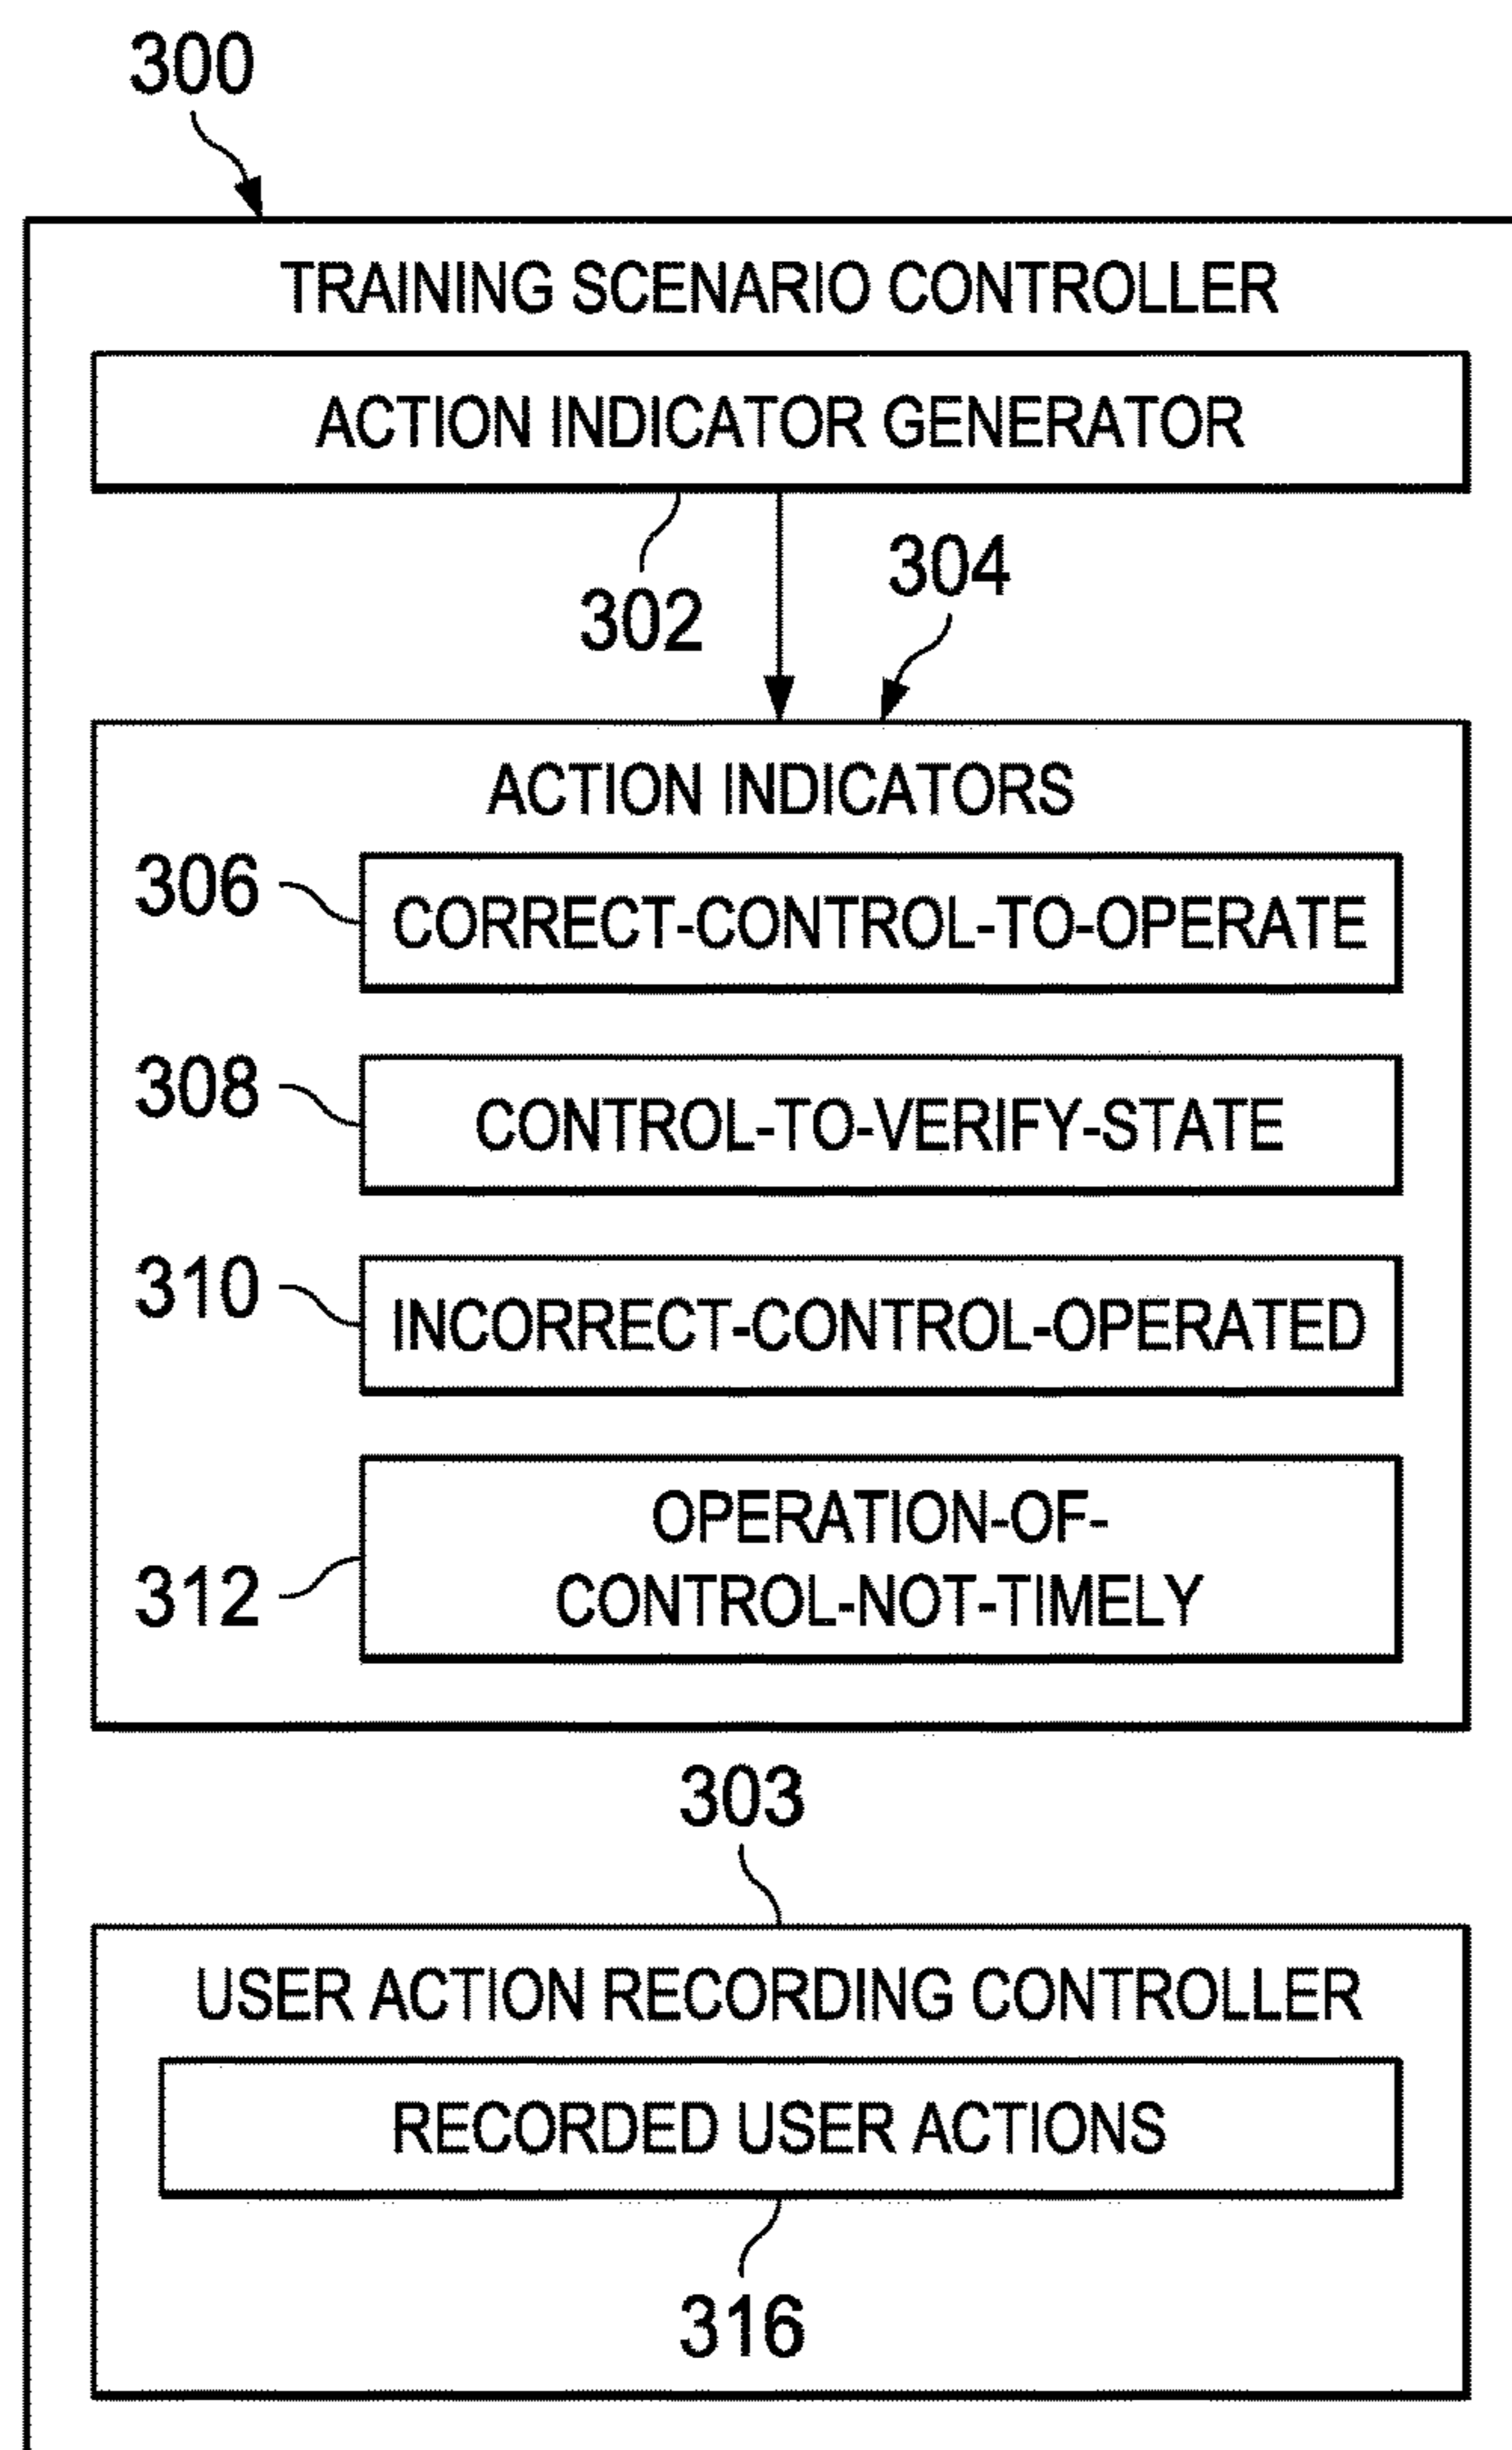 300
TRAINING SCENARIO CONTROLLER
ACTION INDICATOR GENERATOR
302
304
ACTION INDICATORS
306
CORRECT-CONTROL-TO-OPERATE
308
CONTROL-TO-VERIFY-STATE
310
INCORRECT-CONTROL-OPERATED
312
OPERATION-OF-
CONTROL-NOT-TIMELY
303
USER ACTION RECORDING CONTROLLER
RECORDED USER ACTIONS
316